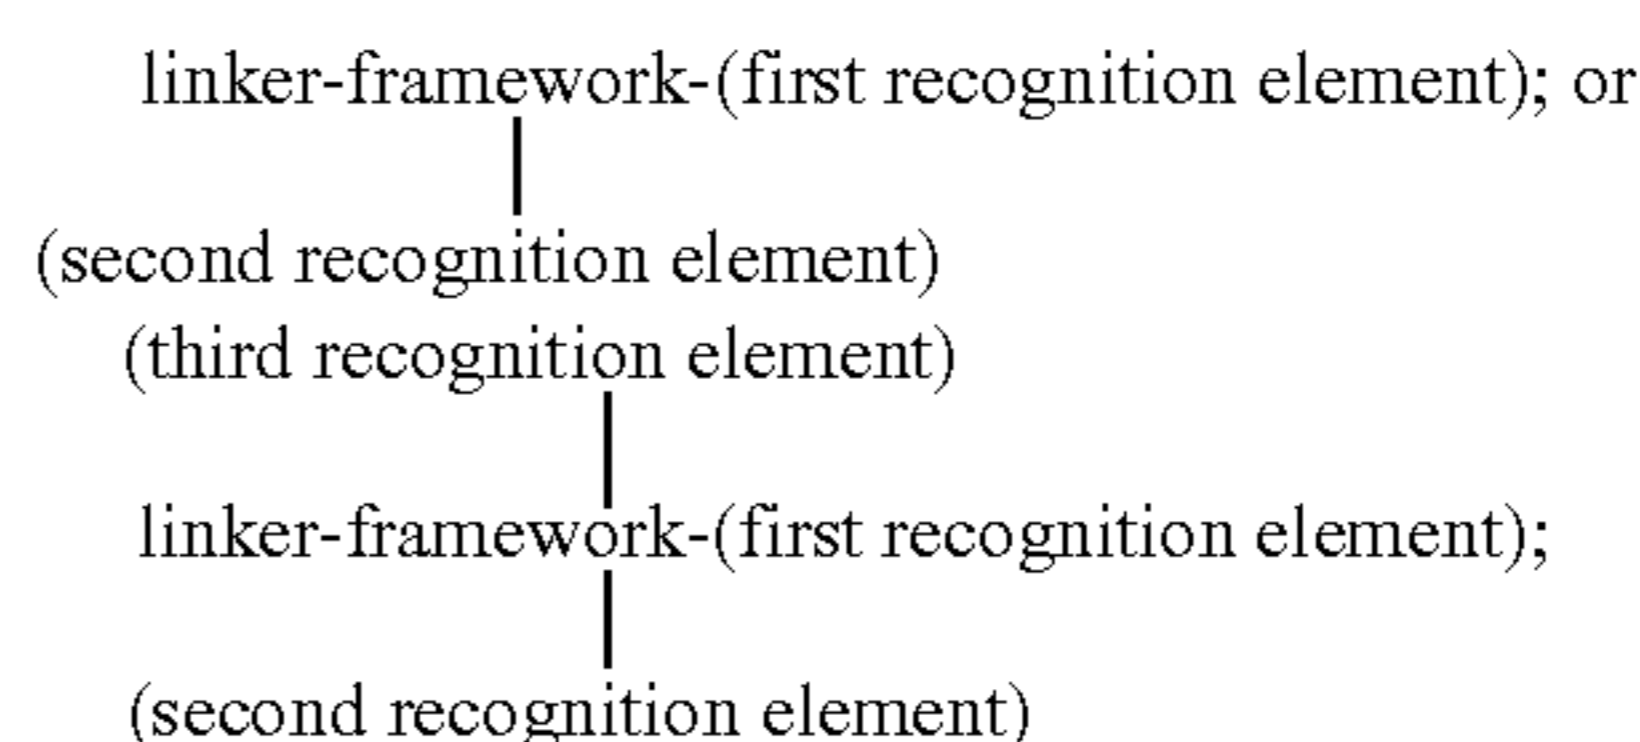 linker-framework-(first recognition element); or
(second recognition element)
(third recognition element)
linker-framework-(first recognition element);
(second recognition element)